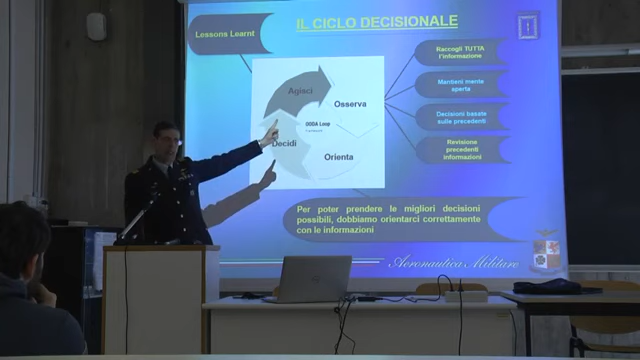 Lessons Learnt
IL CICLO DECISIONALE
Raccogli TUTTA
l'informazione
Mantieni mente
aperta
Decisioni basate
sulle precedenti
Revisione
precedenti
informazioni
Agisci
Osserva
OODA Loop
Decidi
Orienta
Per poter prendere le migliori decisioni
possibili, dobbiamo orientarci correttamente
con le informazioni
Aeronautica Militare